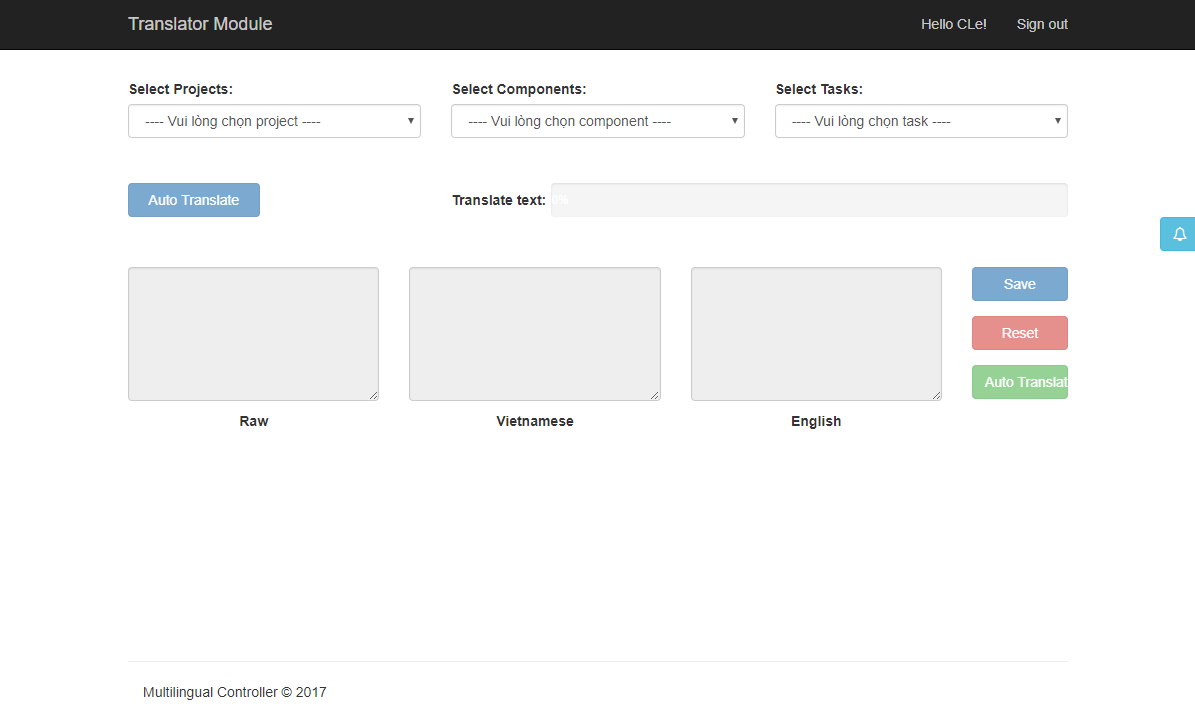 Translator Module
Hello CLe!
Sign out
Select Projects:
Select Components:
Select Tasks:
---- Vui lòng chọn project ----
---- Vui lòng chọn component ----
---- Vui lòng chọn task ----
Auto Translate
Translate text:
0%
Save
Reset
Auto Translat
Raw
Vietnamese
English
Multilingual Controller © 2017